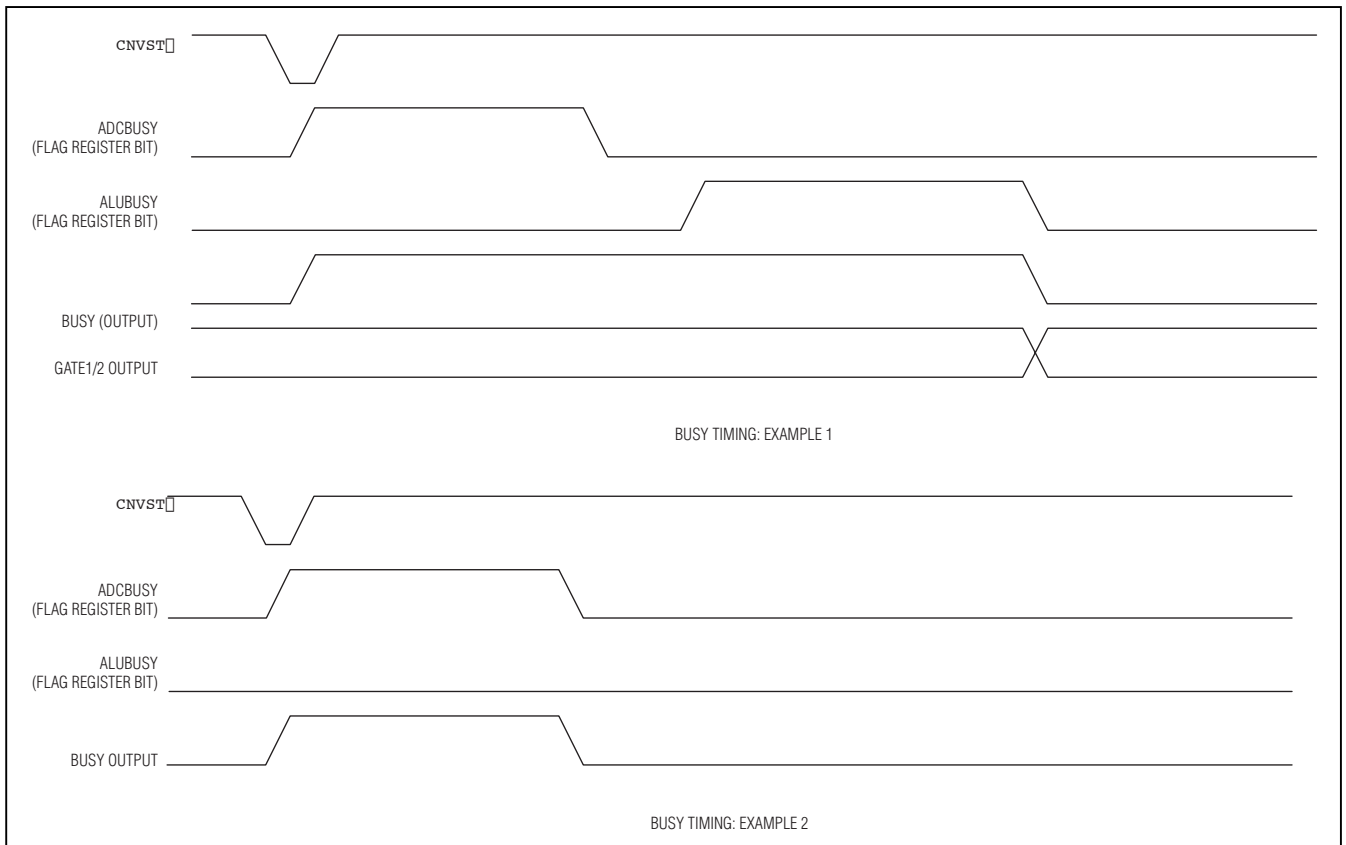 CNVST
ADCBUSY
(FLAG REGISTER BIT)
ALUBUSY
(FLAG REGISTER BIT)
BUSY (OUTPUT)
GATE1/2 OUTPUT
BUSY TIMING: EXAMPLE 1
CNVST
ADCBUSY
(FLAG REGISTER BIT)
ALUBUSY
(FLAG REGISTER BIT)
BUSY OUTPUT
BUSY TIMING: EXAMPLE 2